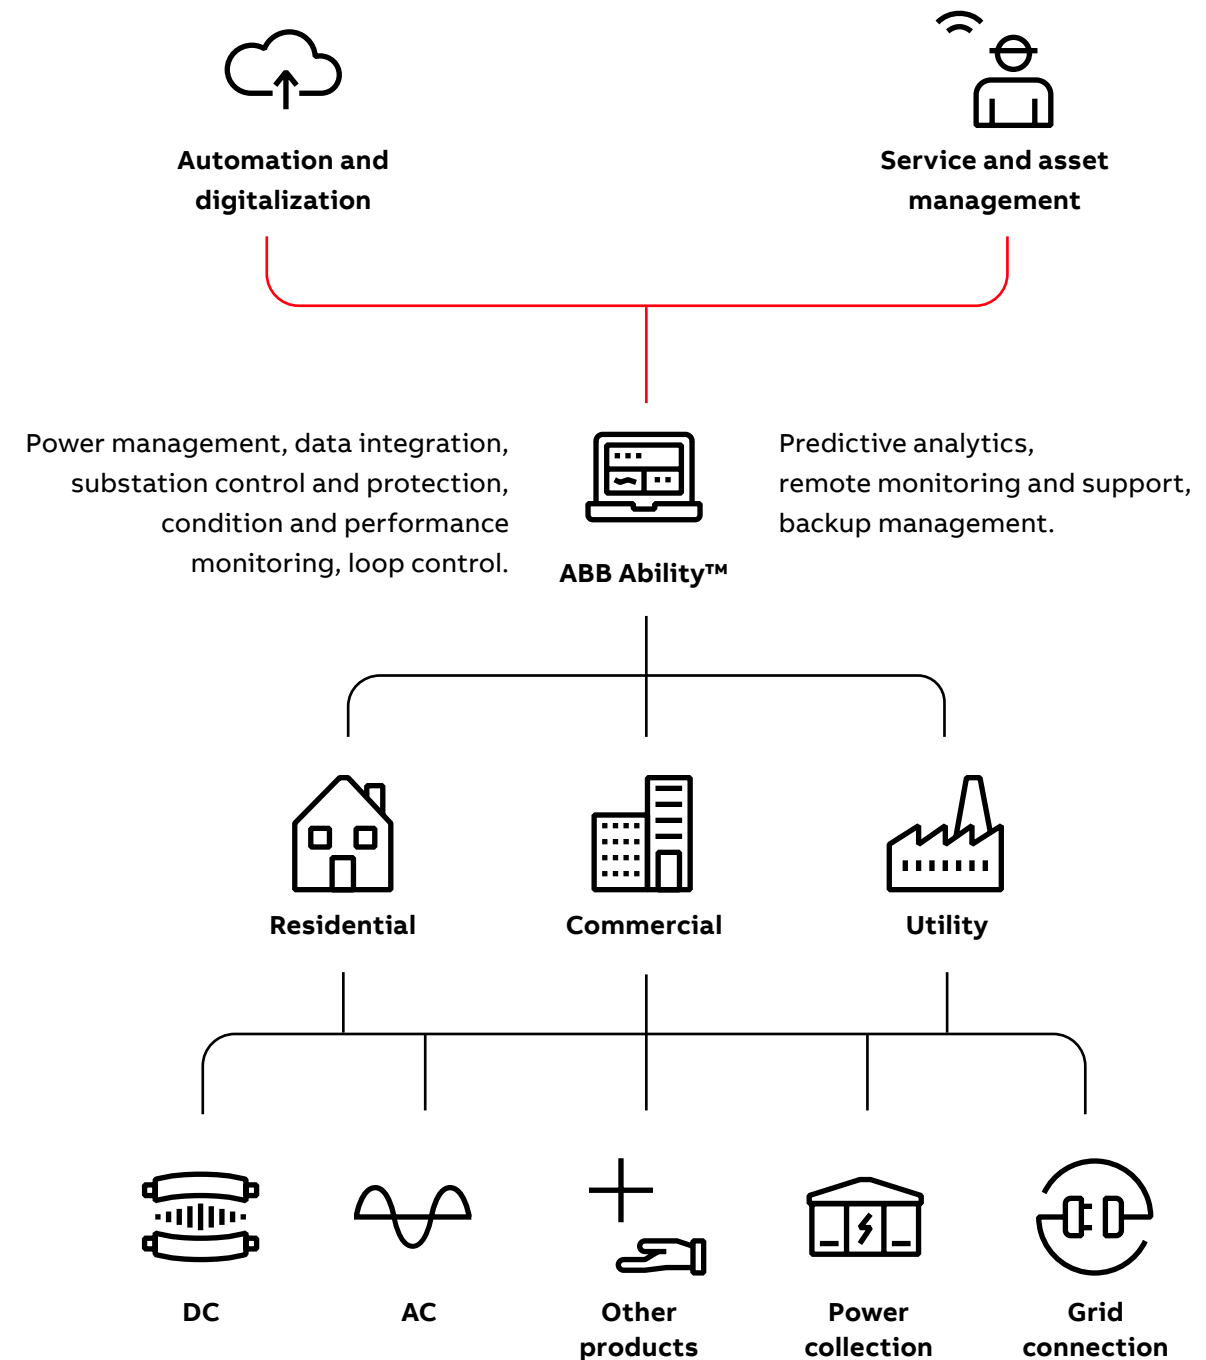 Automation and
digitalization
Service and asset
management
Power management, data integration,
substation control and protection,
condition and performance
monitoring, loop control.
ABB Ability™
Predictive analytics,
remote monitoring and support,
backup management.
Residential
Commercial
Utility
DC
AC
Other
products
Power
collection
Grid
connection